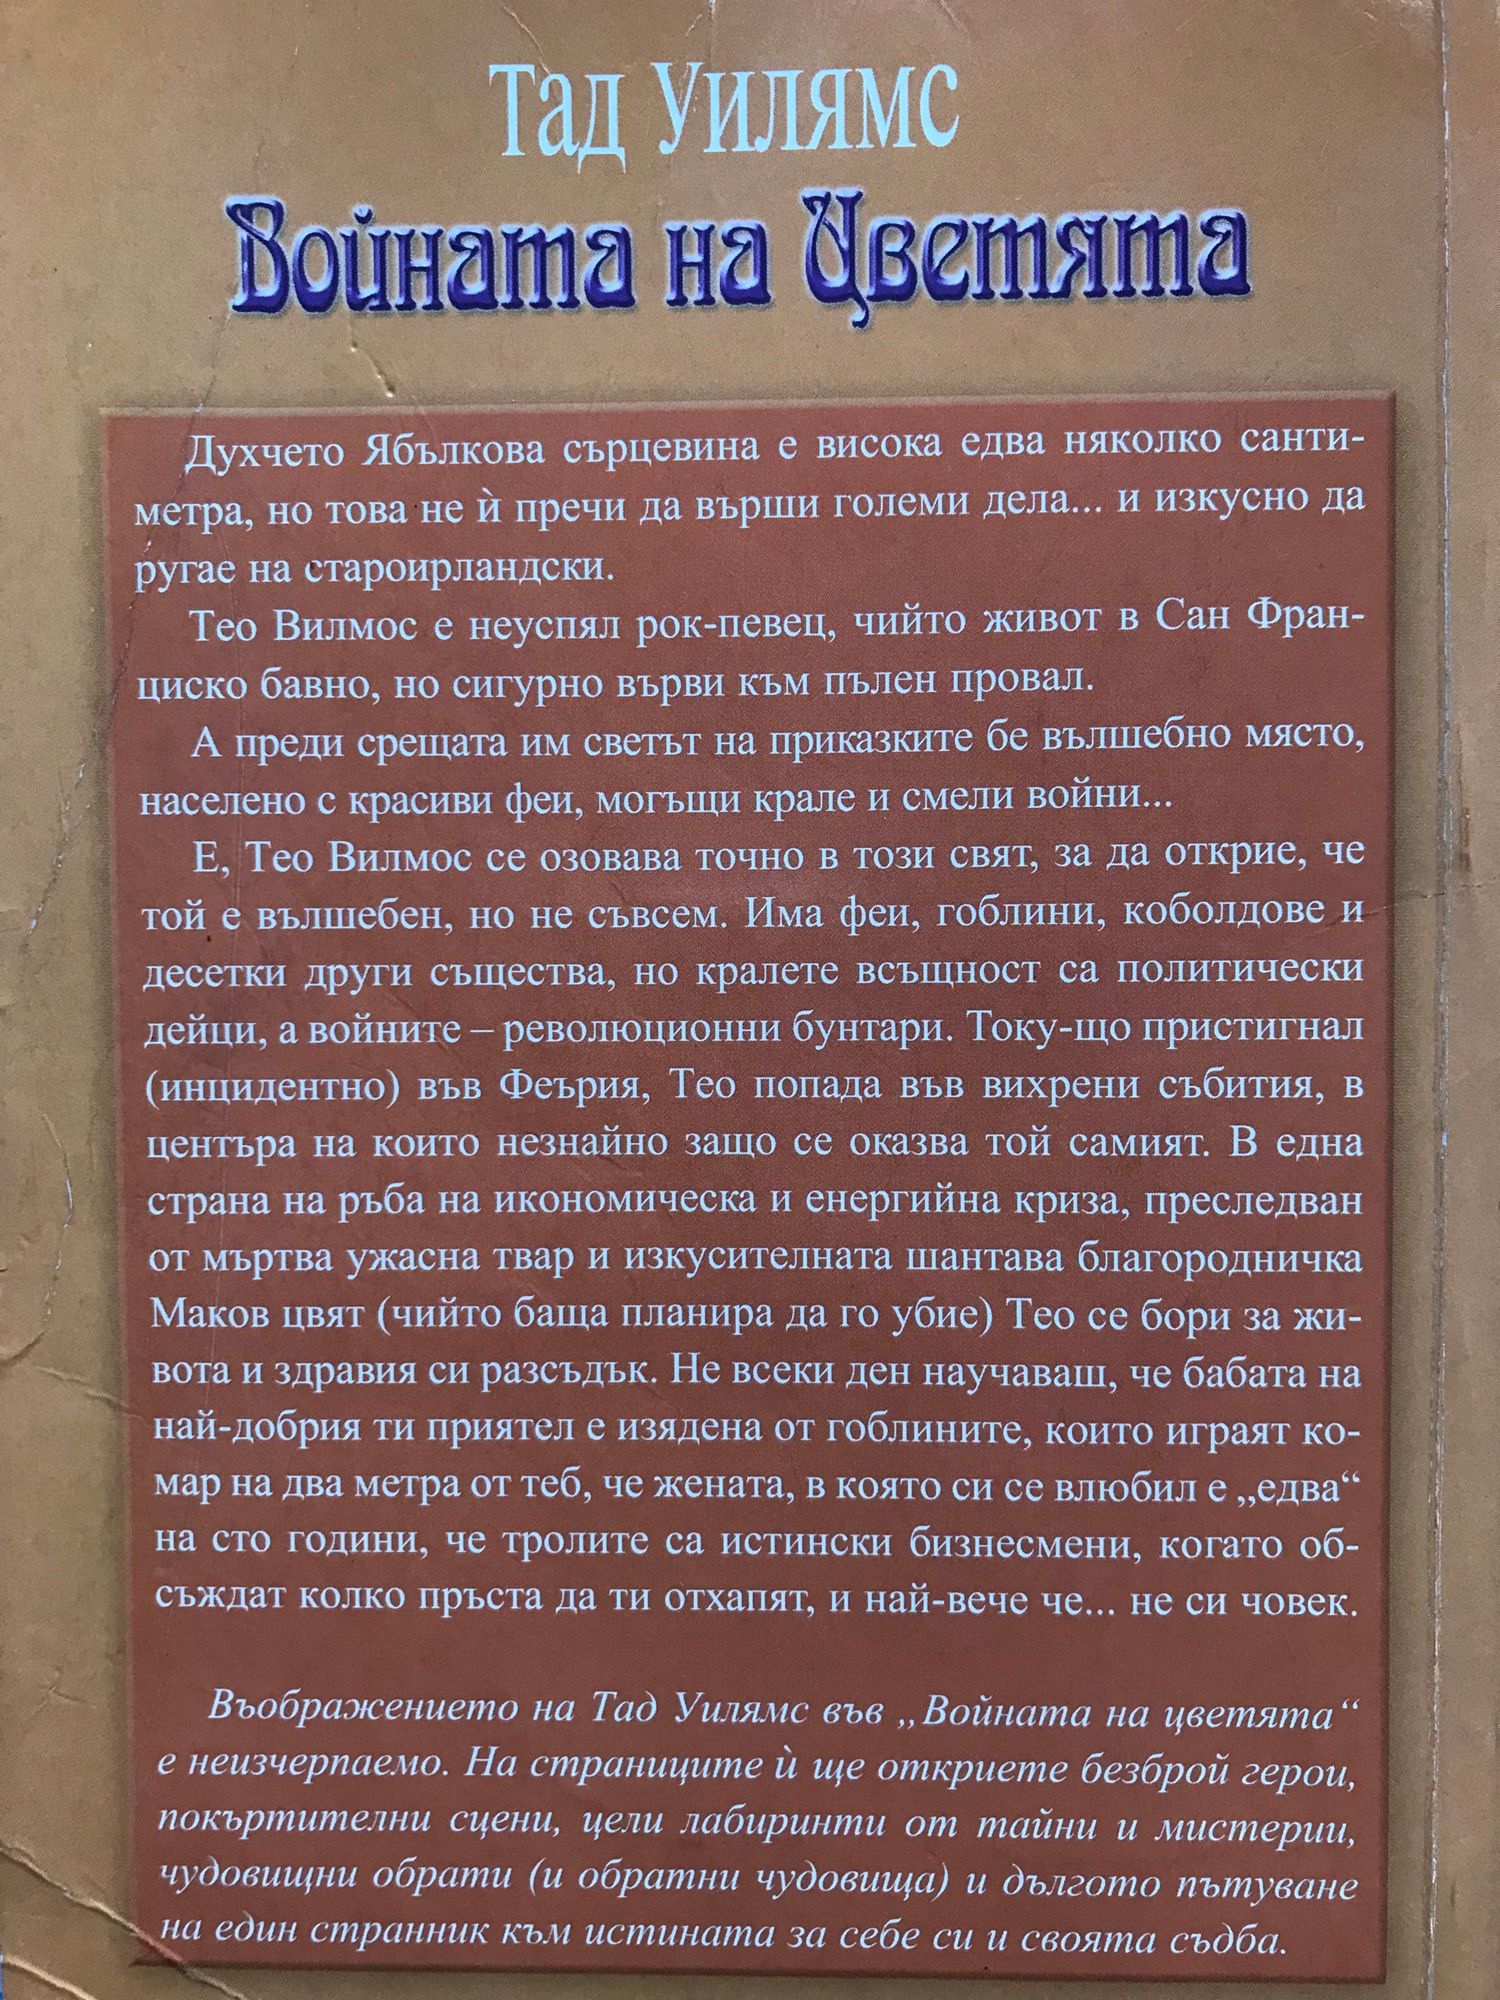 Тад Уилямс
Войната на Цветята
Духчето Ябълкова сърцевина е висока едва няколко санти-
метра, но това не ѝ пречи да върши големи дела... и изкусно да
ругае на староирландски.
Тео Вилмос е неуспял рок-певец, чийто живот в Сан Фран-
циско бавно, но сигурно върви към пълен провал.
А преди срещата им светът на приказките бе вълшебно място,
населено с красиви феи, могъщи крале и смели войни...
Е, Тео Вилмос се озовава точно в този свят, за да открие, че
той е вълшебен, но не съвсем. Има феи, гоблини, коболдове и
десетки други същества, но кралете всъщност са политически
дейци, а войните – революционни бунтари. Току-що пристигнал
(инцидентно) във Феърия, Тео попада във вихрени събития, в
центъра на които незнайно защо се оказва той самият. В една
страна на ръба на икономическа и енергийна криза, преследван
от мъртва ужасна твар и изкусителната шантава благородничка
Маков цвят (чийто баща планира да го убие) Тео се бори за жи-
вота и здравия си разсъдък. Не всеки ден научаваш, че бабата на
най-добрия ти приятел е изядена от гоблините, които играят ко-
мар на два метра от теб, че жената, в която си се влюбил е „едва“
на сто години, че тролите са истински бизнесмени, когато об-
съждат колко пръста да ти отхапят, и най-вече че... не си човек.
Въображението на Тад Уилямс във „Войната на цветята“
е неизчерпаемо. На страниците ѝ ще откриете безброй герои,
покъртителни сцени, цели лабиринти от тайни и мистерии,
чудовищни обрати (и обратни чудовища) и дългото пътуване
на един странник към истината за себе си и своята съдба.